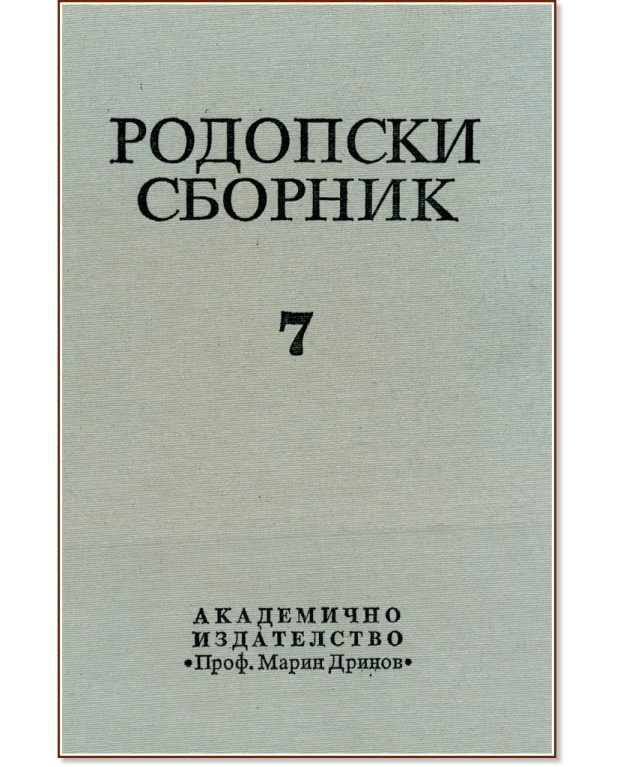 РОДОПСКИ
СБОРНИК
7
АКАДЕМИЧНО
ИЗДАТЕЛСТВО
•Проф. Марин Дринов•